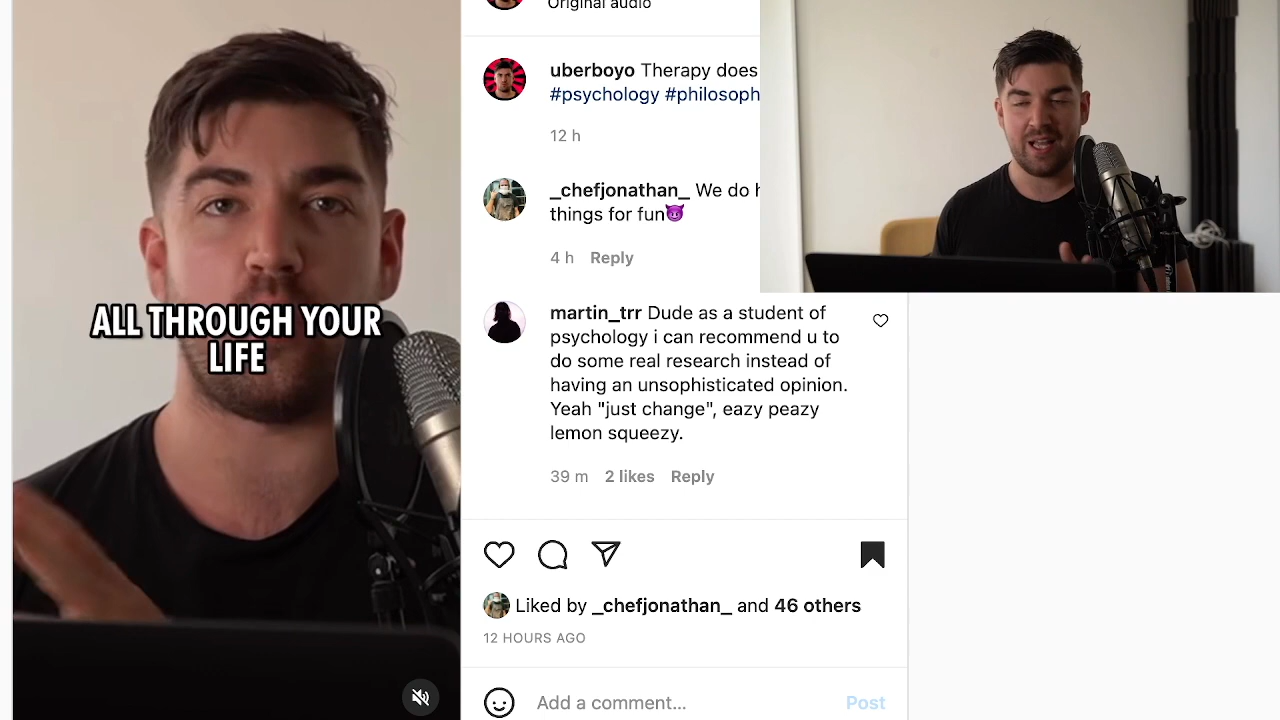 ALL THROUGH YOUR
LIFE
Original audio
uberboyo Therapy does
#psychology #philosoph
12 h
_chefjonathan_ We do h
things for fun😈
4 h Reply
martin_trr Dude as a student of
psychology i can recommend u to
do some real research instead of
having an unsophisticated opinion.
Yeah "just change", eazy peazy
lemon squeezy.
39 m 2 likes Reply
Liked by _chefjonathan_ and 46 others
12 HOURS AGO
Add a comment... Post